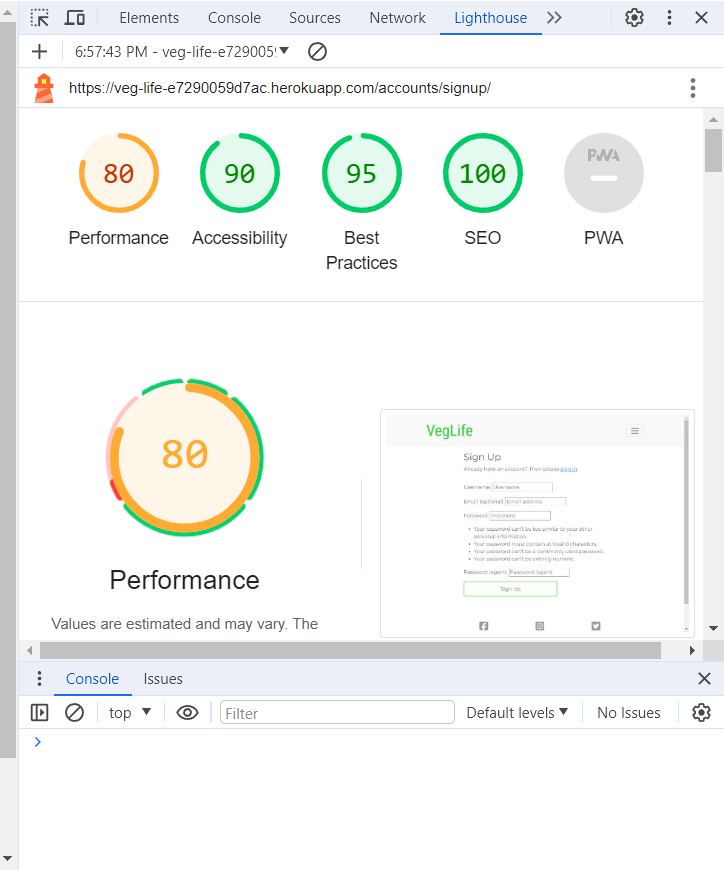 Elements Console Sources Network Lighthouse
6:57:43 PM - veg-life-e7290059
https://veg-life-e7290059d7ac.herokuapp.com/accounts/signup/
80 90 95 100 PWA
Performance Accessibility Best Practices SEO PWA
80
Performance
Values are estimated and may vary. The
VegLife
Sign Up
Already have an account? Then please sign in.
Username: Username
Email (optional): Email address
Password: Password
Your password can't be too similar to your other
personal information.
Your password must contain at least 8 characters.
Your password can't be a commonly used password.
Your password can't be entirely numeric.
Password (again): Password (again)
Sign Up
Console Issues
top Filter Default levels No Issues